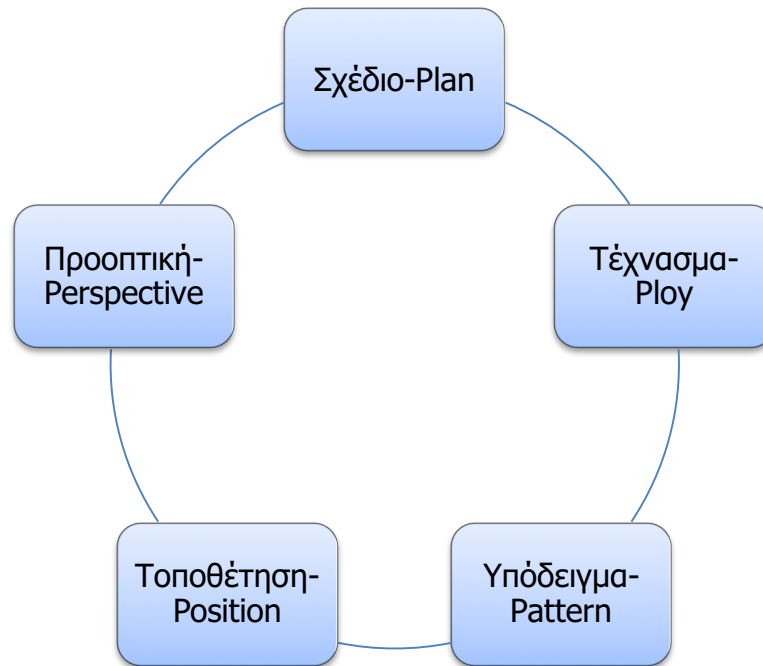 Σχέδιο-Plan
Τέχνασμα-
Ploy
Υπόδειγμα-
Pattern
Τοποθέτηση-
Position
Προοπτική-
Perspective